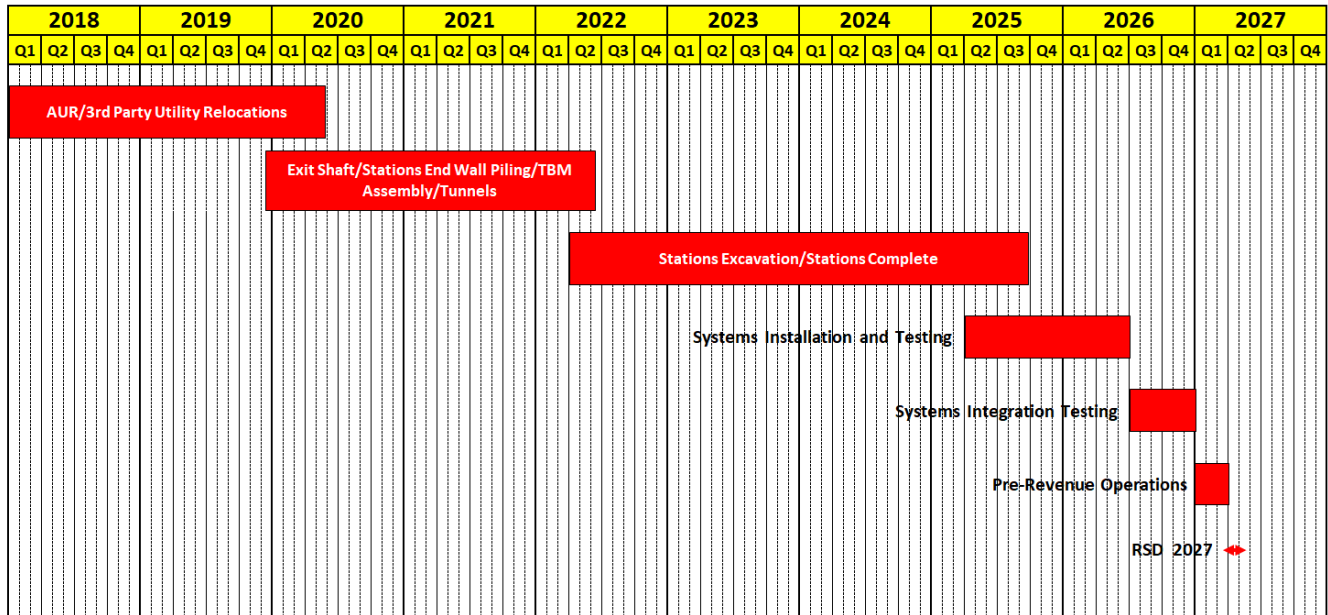 2018 2019 2020 2021 2022 2023 2024 2025 2026 2027
Q1 Q2 Q3 Q4 Q1 Q2 Q3 Q4 Q1 Q2 Q3 Q4 Q1 Q2 Q3 Q4 Q1 Q2 Q3 Q4 Q1 Q2 Q3 Q4 Q1 Q2 Q3 Q4 Q1 Q2 Q3 Q4 Q1 Q2 Q3 Q4 Q1 Q2 Q3 Q4
AUR/3rd Party Utility Relocations
Exit Shaft/Stations End Wall Piling/TBM
Assembly/Tunnels
Stations Excavation/Stations Complete
Systems Installation and Testing
Systems Integration Testing
Pre-Revenue Operations
RSD 2027